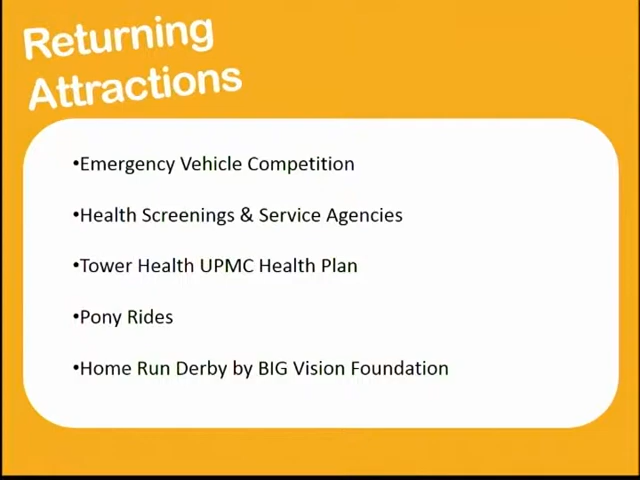 Returning
Attractions
•Emergency Vehicle Competition
•Health Screenings & Service Agencies
•Tower Health UPMC Health Plan
•Pony Rides
•Home Run Derby by BIG Vision Foundation